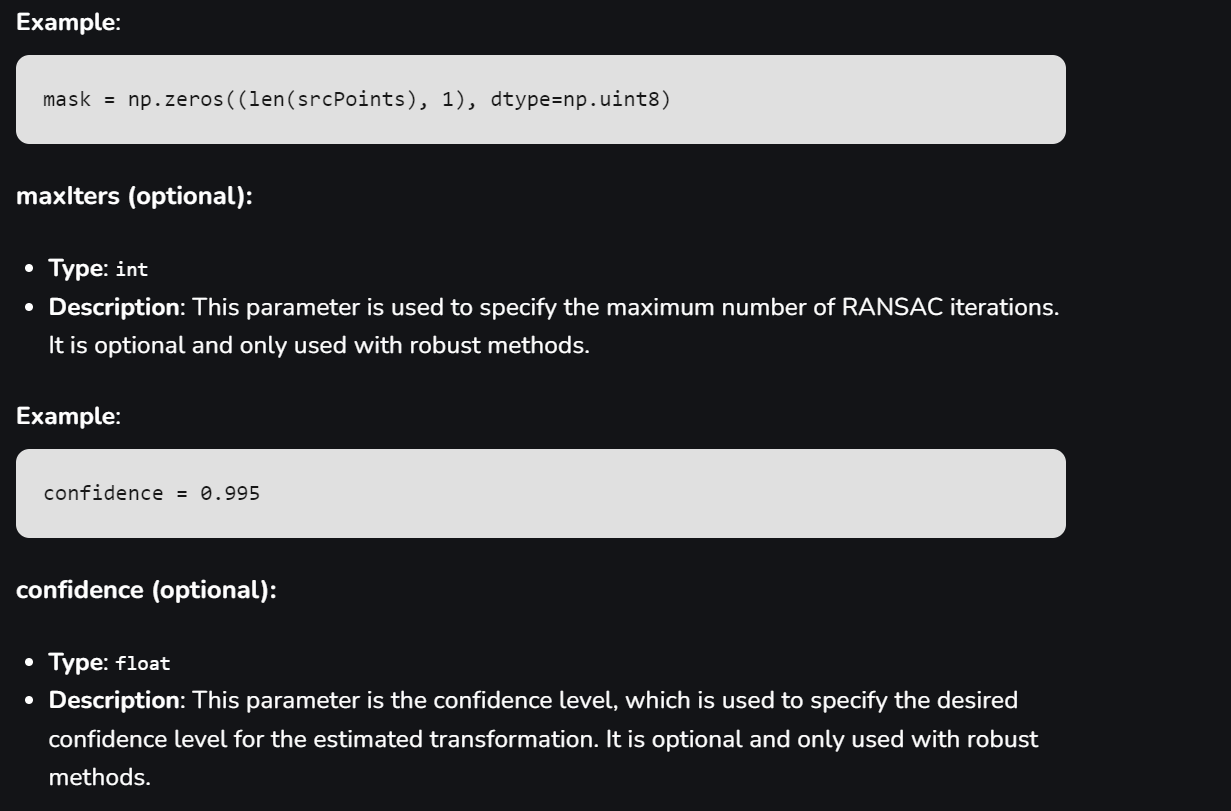 Example:
mask = np.zeros((len(srcPoints), 1), dtype=np.uint8)
maxIters (optional):
Type: int
Description: This parameter is used to specify the maximum number of RANSAC iterations.
It is optional and only used with robust methods.
Example:
confidence = 0.995
confidence (optional):
Type: float
Description: This parameter is the confidence level, which is used to specify the desired
confidence level for the estimated transformation. It is optional and only used with robust
methods.